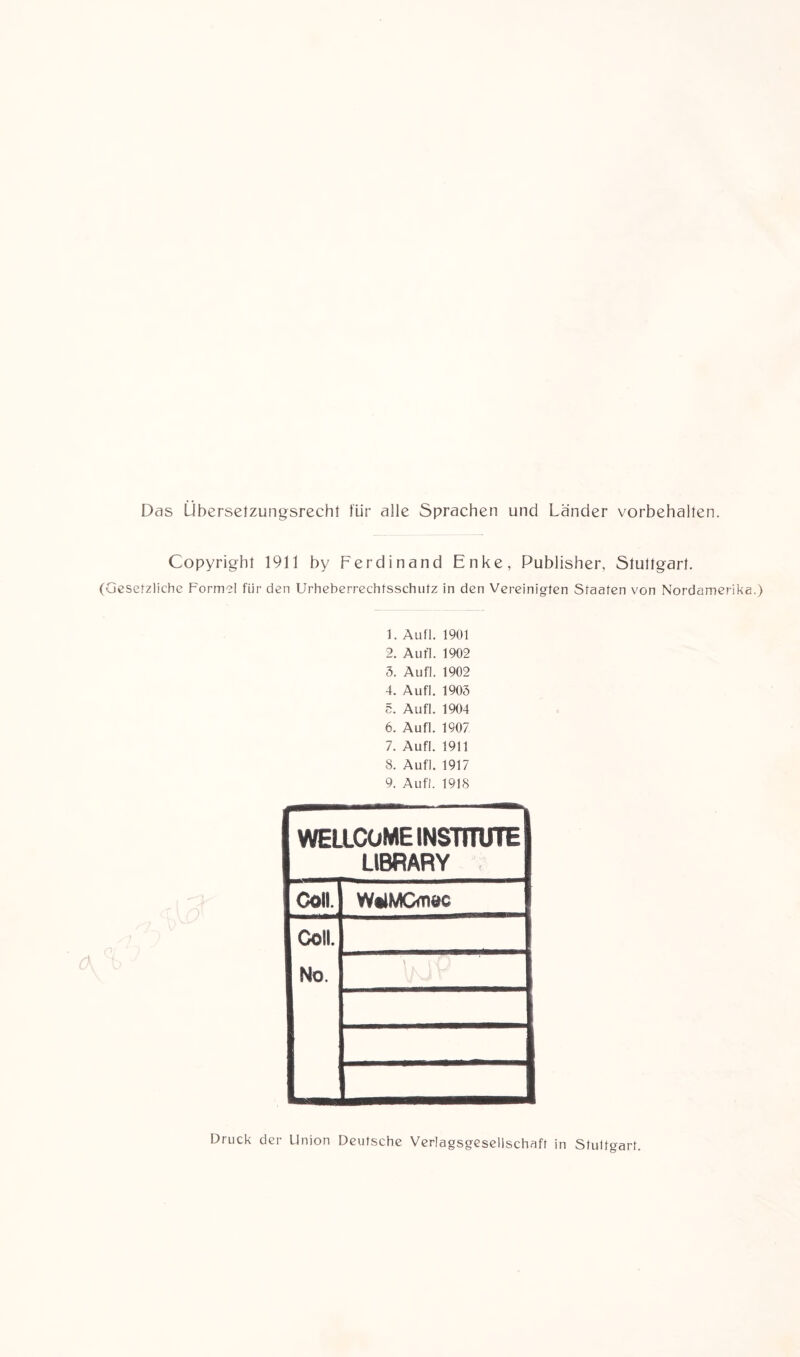 Das Übersetzungsrecht für alle Sprachen und Länder vorbehalten.
Copyright 1911 by Ferdinand Enke, Publisher, Stuttgart.
(Gesetzliche Formel für den Urheberrechtsschutz in den Vereinigten Staaten von Nordamerika.)
1. Aufl. 1901
2. Aufl. 1902
3. Aufl. 1902
4. Aufl. 1903
5. Aufl. 1904
6. Aufl. 1907
7. Aufl. 1911
8. Aufl. 1917
9. Aufl. 1918
WELLCOME INSTITUTE
LIBRARY
Coll. WelMOmec
Coll.
No. WP
Druck der Union Deutsche Verlagsgesellschaft in Stuttgart.